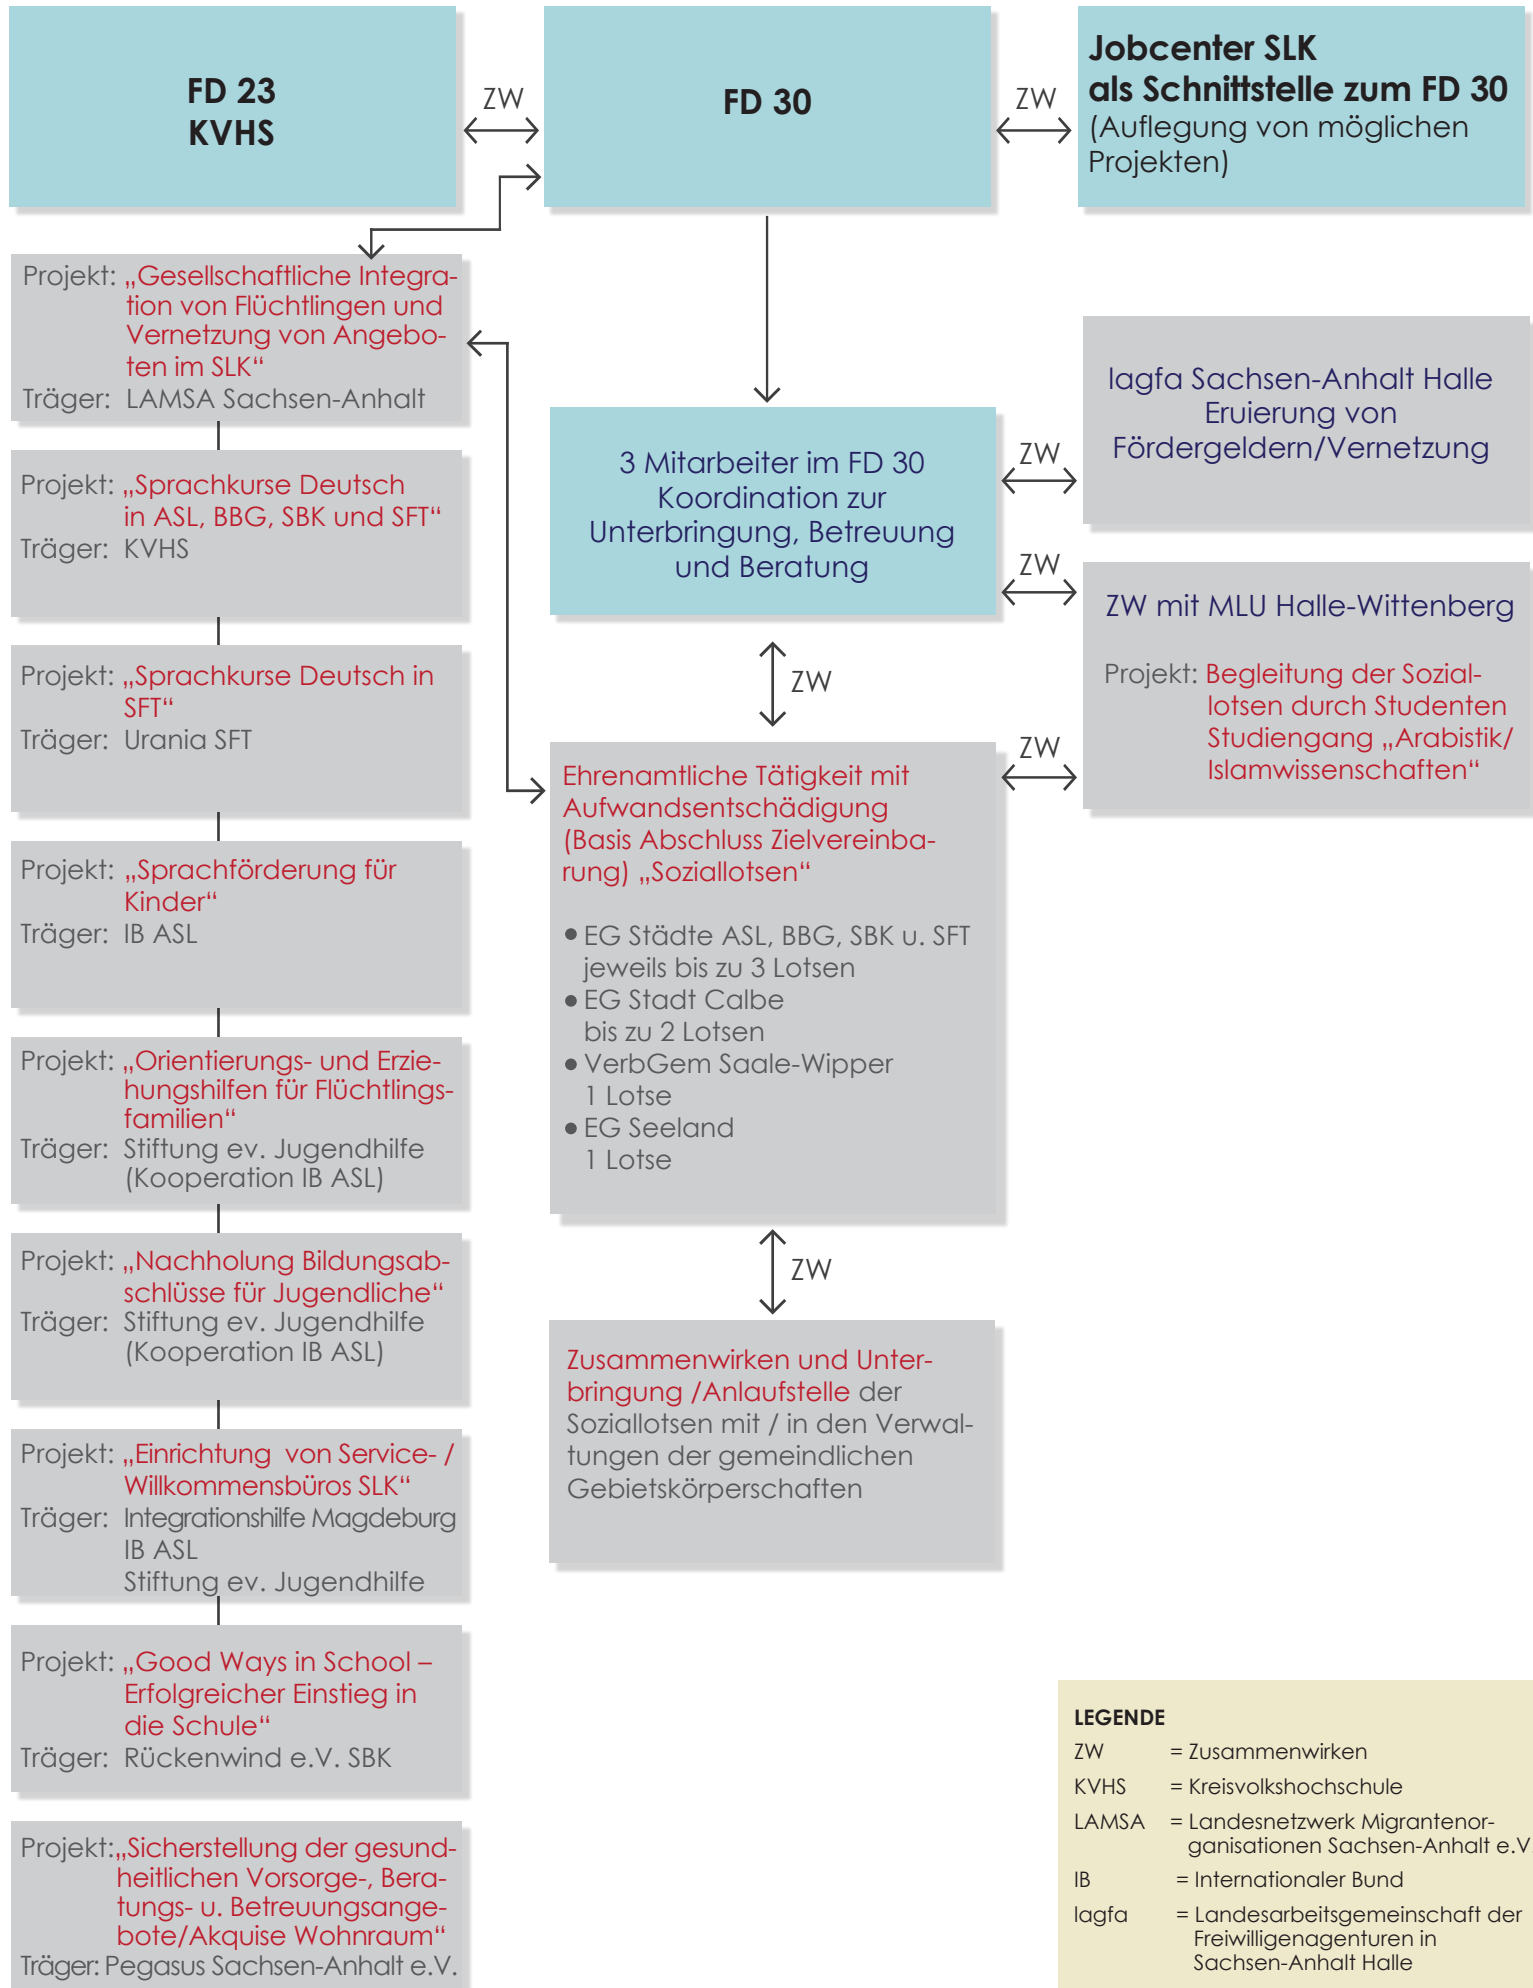 FD 23
KVHS
ZW
FD 30
ZW
Jobcenter SLK
als Schnittstelle zum FD 30
(Auflegung von möglichen
Projekten)
Projekt: „Gesellschaftliche Integra-
tion von Flüchtlingen und
Vernetzung von Angebo-
ten im SLK“
Träger: LAMSA Sachsen-Anhalt
Projekt: „Sprachkurse Deutsch
in ASL, BBG, SBK und SFT“
Träger: KVHS
Projekt: „Sprachkurse Deutsch in
SFT“
Träger: Urania SFT
Projekt: „Sprachförderung für
Kinder“
Träger: IB ASL
Projekt: „Orientierungs- und Erzie-
hungshilfen für Flüchtlings-
familien“
Träger: Stiftung ev. Jugendhilfe
(Kooperation IB ASL)
Projekt: „Nachholung Bildungsab-
schlüsse für Jugendliche“
Träger: Stiftung ev. Jugendhilfe
(Kooperation IB ASL)
Projekt: „Einrichtung von Service- /
Willkommensbüros SLK“
Träger: Integrationshilfe Magdeburg
IB ASL
Stiftung ev. Jugendhilfe
Projekt: „Good Ways in School –
Erfolgreicher Einstieg in
die Schule“
Träger: Rückenwind e.V. SBK
Projekt: „Sicherstellung der gesund-
heitlichen Vorsorge-, Bera-
tungs- u. Betreuungsange-
bote/Akquise Wohnraum“
Träger: Pegasus Sachsen-Anhalt e.V.
3 Mitarbeiter im FD 30
Koordination zur
Unterbringung, Betreuung
und Beratung
ZW
lagfa Sachsen-Anhalt Halle
Eruierung von
Fördergeldern/Vernetzung
ZW
ZW mit MLU Halle-Wittenberg
Projekt: Begleitung der Sozial-
lotsen durch Studenten
Studiengang „Arabistik/
Islamwissenschaften“
ZW
ZW
Ehrenamtliche Tätigkeit mit
Aufwandsentschädigung
(Basis Abschluss Zielvereinba-
rung) „Soziallotsen“
• EG Städte ASL, BBG, SBK u. SFT
jeweils bis zu 3 Lotsen
• EG Stadt Calbe
bis zu 2 Lotsen
• VerbGem Saale-Wipper
1 Lotse
• EG Seeland
1 Lotse
ZW
Zusammenwirken und Unter-
bringung /Anlaufstelle der
Soziallotsen mit / in den Verwal-
tungen der gemeindlichen
Gebietskörperschaften
LEGENDE
ZW = Zusammenwirken
KVHS = Kreisvolkshochschule
LAMSA = Landesnetzwerk Migrantenor-
ganisationen Sachsen-Anhalt e.V
IB = Internationaler Bund
lagfa = Landesarbeitsgemeinschaft der
Freiwilligenagenturen in
Sachsen-Anhalt Halle